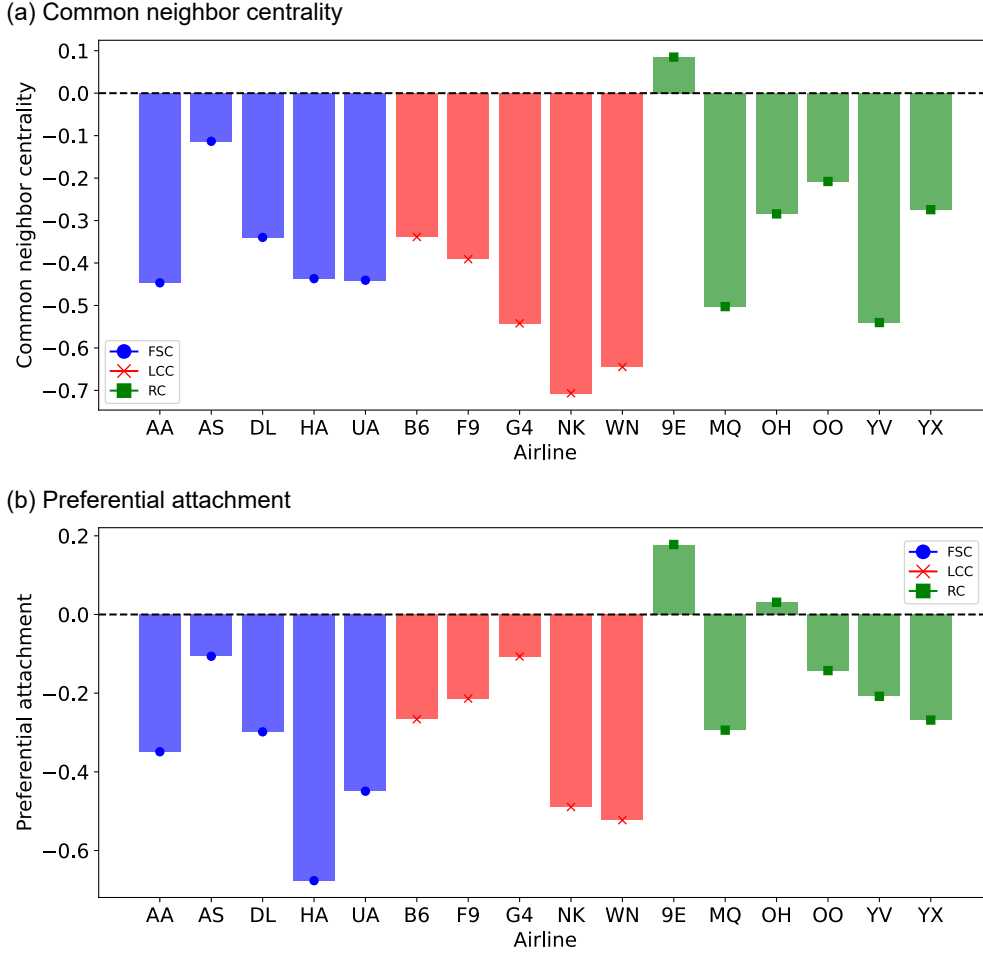 (a) Common neighbor centrality
Common neighbor centrality
0.1
0.0
−0.1
−0.2
−0.3
−0.4
−0.5
−0.6
−0.7
FSC
LCC
RC
AA AS DL HA UA B6 F9 G4 NK WN 9E MQ OH OO YV YX
Airline
(b) Preferential attachment
Preferential attachment
0.2
0.0
−0.2
−0.4
−0.6
FSC
LCC
RC
AA AS DL HA UA B6 F9 G4 NK WN 9E MQ OH OO YV YX
Airline